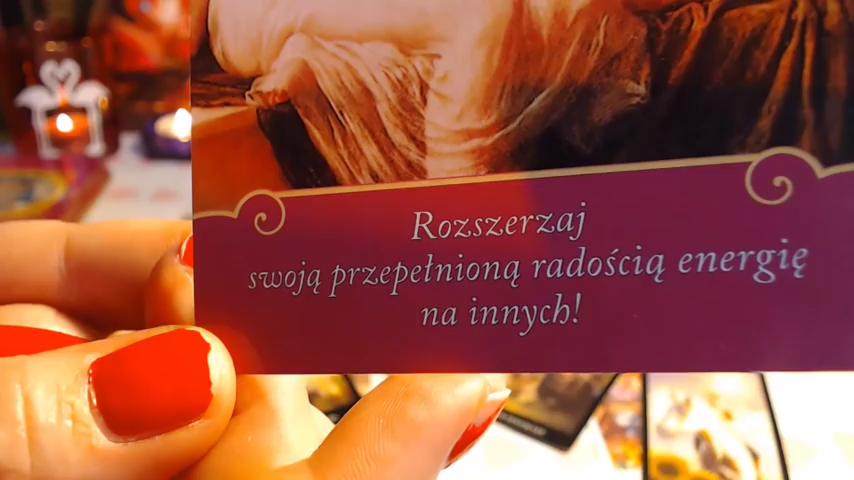 Rozszerzaj
swoją przepełnioną radością energię
na innych!